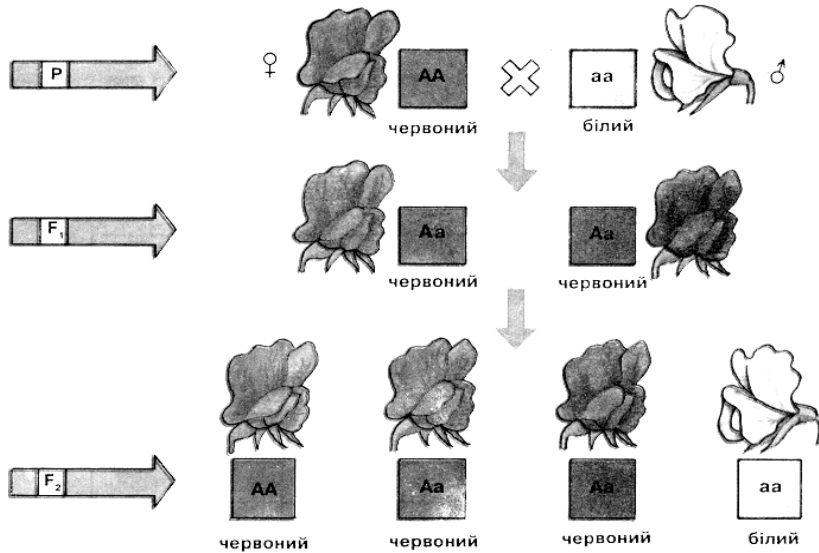 P ♀ AA aa ♂
червоний білий
F₁ Aa Aa
червоний червоний
F₂ AA Aa Aa aa
червоний червоний червоний білий